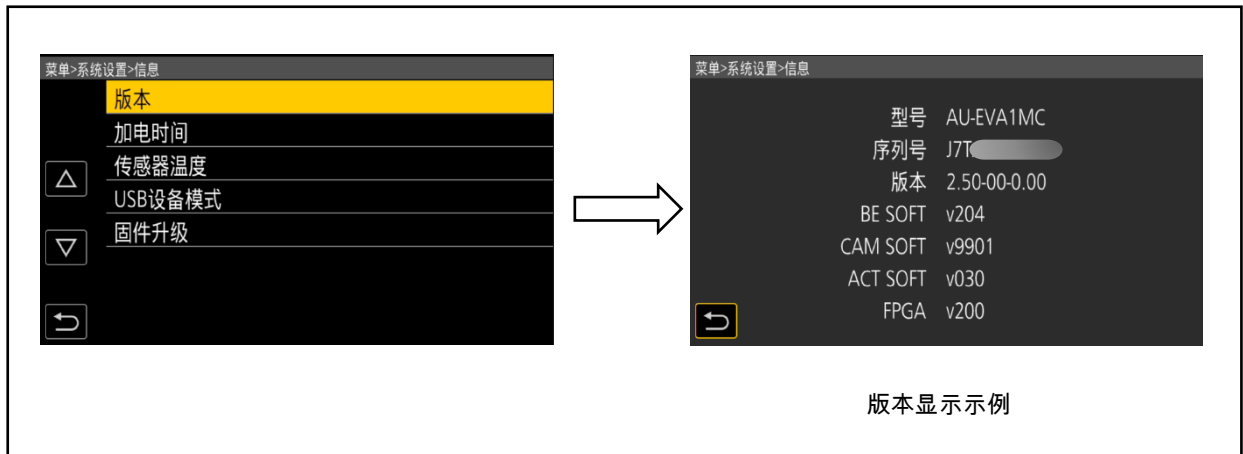 菜单>系统设置>信息
版本
加电时间
传感器温度
USB设备模式
固件升级
菜单>系统设置>信息
型号 AU-EVA1MC
序列号 J7T
版本 2.50-00-0.00
BE SOFT v204
CAM SOFT v9901
ACT SOFT v030
FPGA v200
版本显示示例